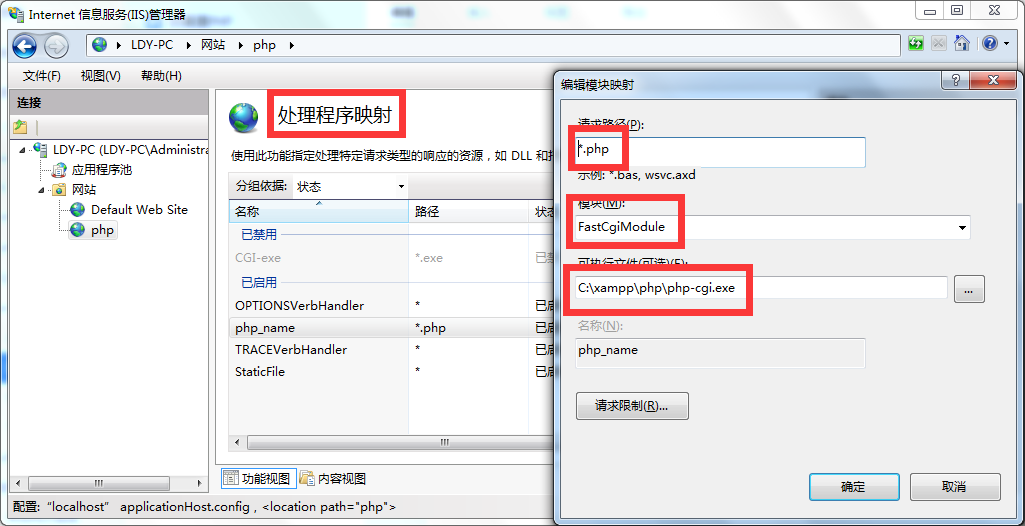 Internet 信息服务(IIS)管理器
LDY-PC 网站 php
文件(F) 视图(V) 帮助(H)
连接
LDY-PC (LDY-PC\Administra
应用程序池
网站
Default Web Site
php
处理程序映射
使用此功能指定处理特定请求类型的响应的资源，如 DLL 和
分组依据: 状态
名称 路径 状态
已禁用
CGI-exe *.exe 已禁
已启用
OPTIONSVerbHandler * 已启
php_name *.php 已启
TRACEVerbHandler * 已启
StaticFile * 已启
功能视图 内容视图
配置: “localhost” applicationHost.config , <location path="php">
编辑模块映射
请求路径(P):
*.php
示例: *.bas, wsvc.axd
模块(M):
FastCgiModule
可执行文件(可选)(E):
C:\xampp\php\php-cgi.exe
...
名称(N):
php_name
请求限制(R)...
确定 取消